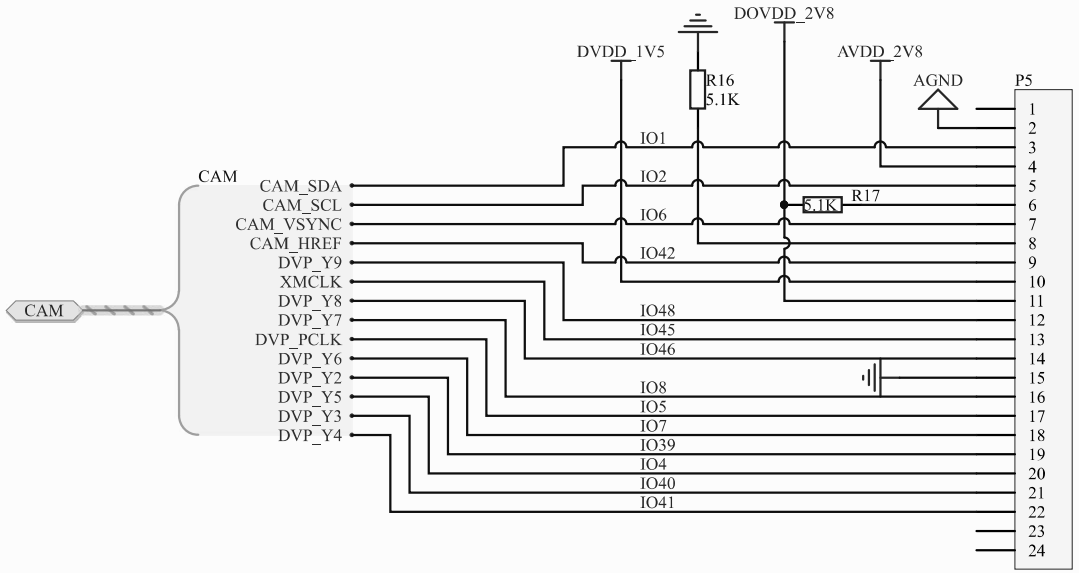 DOVDD_2V8
DVDD_1V5
AVDD_2V8
R16
5.1K
AGND
P5
1
2
IO1
3
4
CAM
CAM_SDA
IO2
5
CAM_SCL
5.1K
R17
6
CAM_VSYNC
IO6
7
CAM_HREF
8
DVP_Y9
IO42
9
XMCLK
10
CAM
DVP_Y8
11
DVP_Y7
IO48
12
DVP_PCLK
IO45
13
DVP_Y6
IO46
14
DVP_Y2
15
DVP_Y5
IO8
16
DVP_Y3
IO5
17
DVP_Y4
IO7
18
IO39
19
IO4
20
IO40
21
IO41
22
23
24